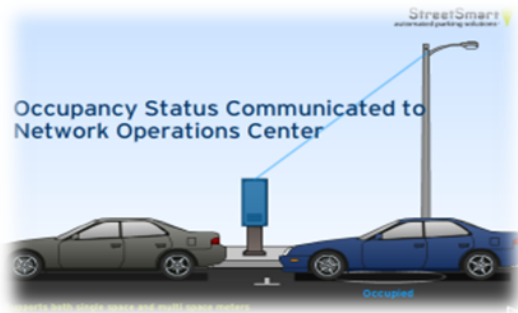 StreetSmart
automated parking solutions
Occupancy Status Communicated to
Network Operations Center
Occupied
supports both single space and multi space meters